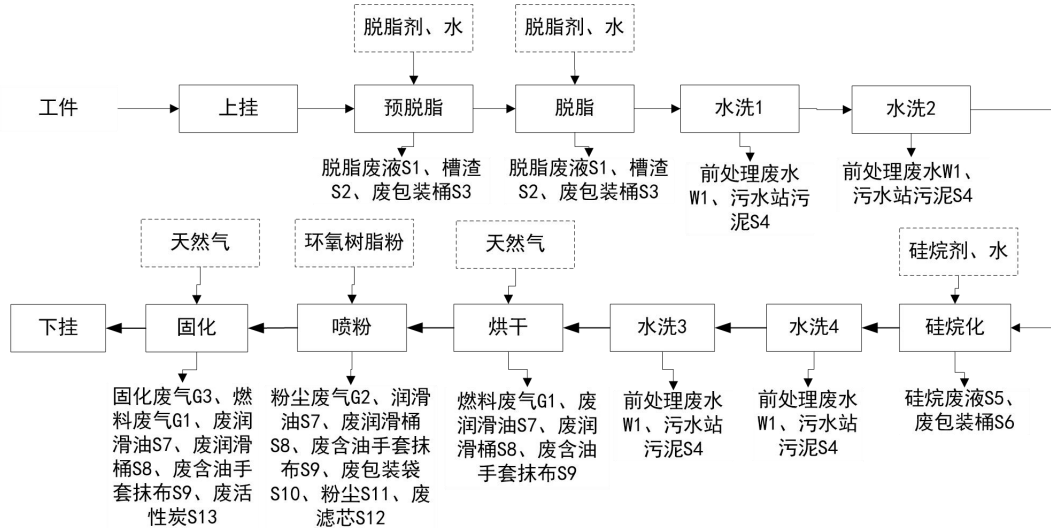 脱脂剂、水
脱脂剂、水
工件
上挂
预脱脂
脱脂
水洗1
水洗2
脱脂废液S1、槽渣
S2、废包装桶S3
脱脂废液S1、槽渣
S2、废包装桶S3
前处理废水
W1、污水站污
泥S4
前处理废水W1、
污水站污泥S4
天然气
环氧树脂粉
天然气
硅烷剂、水
下挂
固化
喷粉
烘干
水洗3
水洗4
硅烷化
固化废气G3、燃
料废气G1、废润
滑油S7、废润滑
桶S8、废含油手
套抹布S9、废活
性炭S13
粉尘废气G2、润滑
油S7、废润滑桶
S8、废含油手套抹
布S9、废包装袋
S10、粉尘S11、废
滤芯S12
燃料废气G1、废
润滑油S7、废润
滑桶S8、废含油
手套抹布S9
前处理废水
W1、污水站
污泥S4
前处理废水
W1、污水站
污泥S4
硅烷废液S5、
废包装桶S6